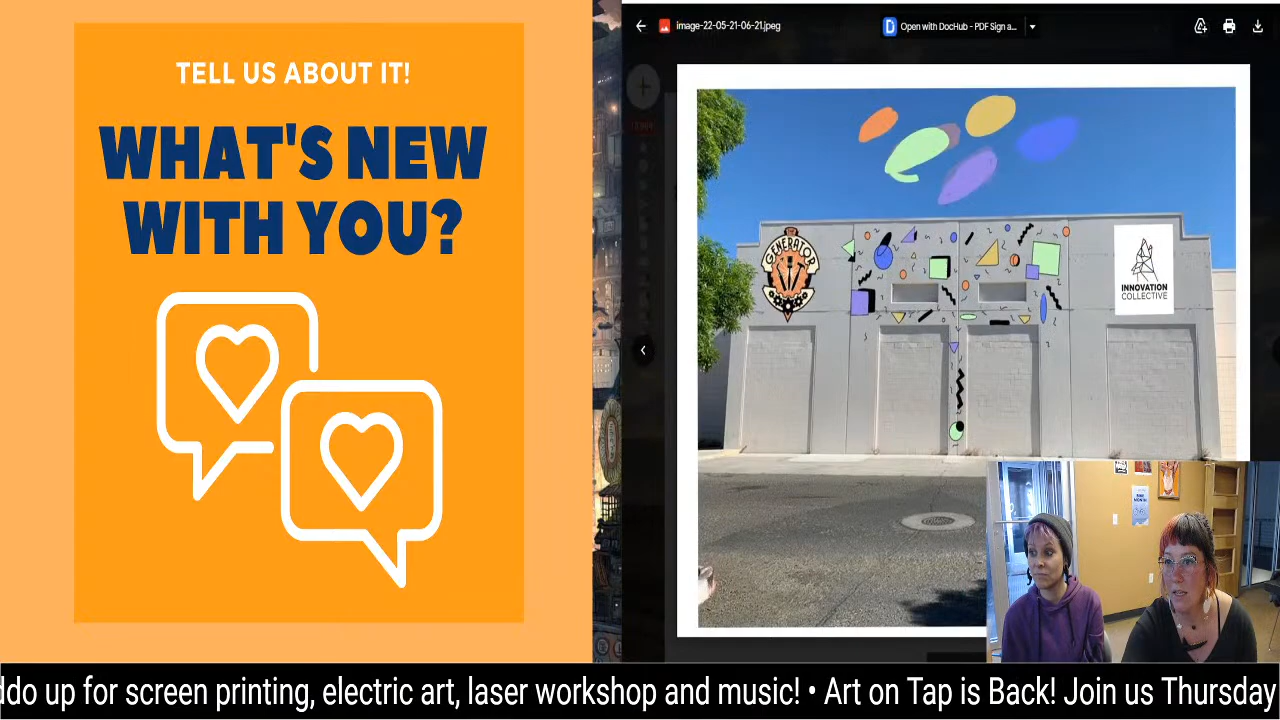 TELL US ABOUT IT!
WHAT'S NEW
WITH YOU?
image-22-05-21-06-21.jpeg
Open with DocHub - PDF Sign a...
GENERATOR
INNOVATION
COLLECTIVE
ddo up for screen printing, electric art, laser workshop and music! • Art on Tap is Back! Join us Thursday